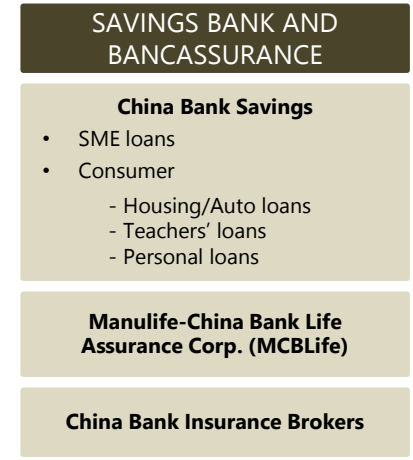 SAVINGS BANK AND
BANCASSURANCE
China Bank Savings
• SME loans
• Consumer
- Housing/Auto loans
- Teachers’ loans
- Personal loans
Manulife-China Bank Life
Assurance Corp. (MCBLife)
China Bank Insurance Brokers